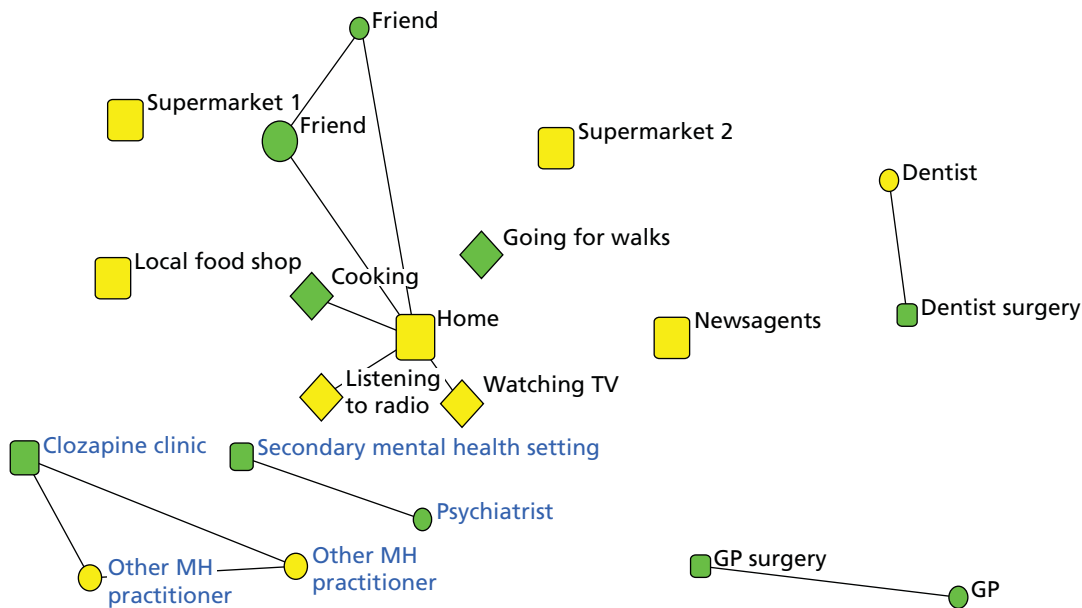 Friend
Supermarket 1
Friend
Supermarket 2
Dentist
Going for walks
Local food shop
Cooking
Home
Newsagents
Dentist surgery
Listening
to radio
Watching TV
Clozapine clinic
Secondary mental health setting
Psychiatrist
Other MH
practitioner
Other MH
practitioner
GP surgery
GP